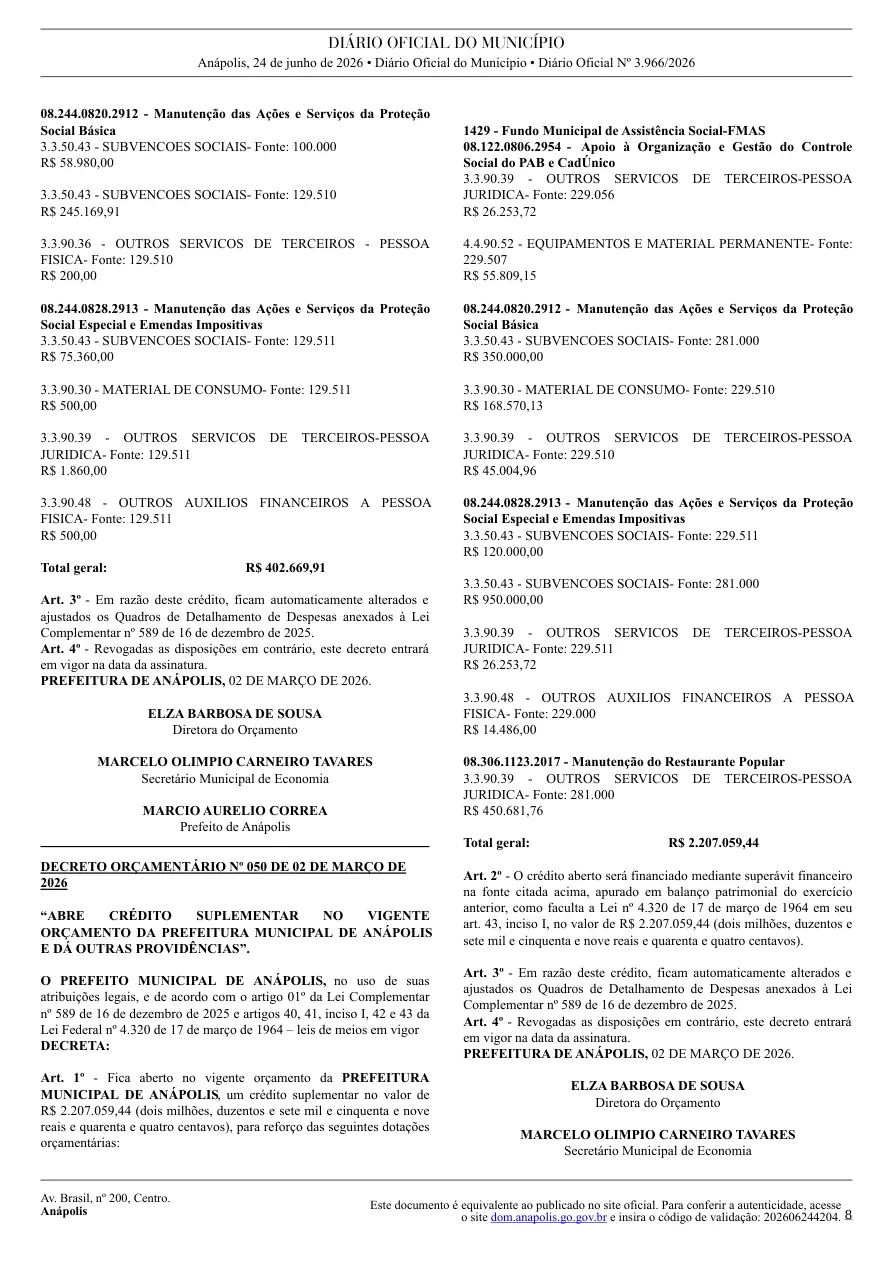 DIÁRIO OFICIAL DO MUNICÍPIO
Anápolis, 24 de junho de 2026 • Diário Oficial do Município • Diário Oficial Nº 3.966/2026
08.244.0820.2912 - Manutenção das Ações e Serviços da Proteção
Social Básica
3.3.50.43 - SUBVENCOES SOCIAIS- Fonte: 100.000
R$ 58.980,00
3.3.50.43 - SUBVENCOES SOCIAIS- Fonte: 129.510
R$ 245.169,91
3.3.90.36 - OUTROS SERVICOS DE TERCEIROS - PESSOA
FISICA- Fonte: 129.510
R$ 200,00
08.244.0828.2913 - Manutenção das Ações e Serviços da Proteção
Social Especial e Emendas Impositivas
3.3.50.43 - SUBVENCOES SOCIAIS- Fonte: 129.511
R$ 75.360,00
3.3.90.30 - MATERIAL DE CONSUMO- Fonte: 129.511
R$ 500,00
3.3.90.39 - OUTROS SERVICOS DE TERCEIROS-PESSOA
JURIDICA- Fonte: 129.511
R$ 1.860,00
3.3.90.48 - OUTROS AUXILIOS FINANCEIROS A PESSOA
FISICA- Fonte: 129.511
R$ 500,00
Total geral: R$ 402.669,91
Art. 3º - Em razão deste crédito, ficam automaticamente alterados e
ajustados os Quadros de Detalhamento de Despesas anexados à Lei
Complementar nº 589 de 16 de dezembro de 2025.
Art. 4º - Revogadas as disposições em contrário, este decreto entrará
em vigor na data da assinatura.
PREFEITURA DE ANÁPOLIS, 02 DE MARÇO DE 2026.
ELZA BARBOSA DE SOUSA
Diretora do Orçamento
MARCELO OLIMPIO CARNEIRO TAVARES
Secretário Municipal de Economia
MARCIO AURELIO CORREA
Prefeito de Anápolis
DECRETO ORÇAMENTÁRIO Nº 050 DE 02 DE MARÇO DE
2026
“ABRE CRÉDITO SUPLEMENTAR NO VIGENTE
ORÇAMENTO DA PREFEITURA MUNICIPAL DE ANÁPOLIS
E DÁ OUTRAS PROVIDÊNCIAS”.
O PREFEITO MUNICIPAL DE ANÁPOLIS, no uso de suas
atribuições legais, e de acordo com o artigo 01º da Lei Complementar
nº 589 de 16 de dezembro de 2025 e artigos 40, 41, inciso I, 42 e 43 da
Lei Federal nº 4.320 de 17 de março de 1964 – leis de meios em vigor
DECRETA:
Art. 1º - Fica aberto no vigente orçamento da PREFEITURA
MUNICIPAL DE ANÁPOLIS, um crédito suplementar no valor de
R$ 2.207.059,44 (dois milhões, duzentos e sete mil e cinquenta e nove
reais e quarenta e quatro centavos), para reforço das seguintes dotações
orçamentárias:
1429 - Fundo Municipal de Assistência Social-FMAS
08.122.0806.2954 - Apoio à Organização e Gestão do Controle
Social do PAB e CadÚnico
3.3.90.39 - OUTROS SERVICOS DE TERCEIROS-PESSOA
JURIDICA- Fonte: 229.056
R$ 26.253,72
4.4.90.52 - EQUIPAMENTOS E MATERIAL PERMANENTE- Fonte:
229.507
R$ 55.809,15
08.244.0820.2912 - Manutenção das Ações e Serviços da Proteção
Social Básica
3.3.50.43 - SUBVENCOES SOCIAIS- Fonte: 281.000
R$ 350.000,00
3.3.90.30 - MATERIAL DE CONSUMO- Fonte: 229.510
R$ 168.570,13
3.3.90.39 - OUTROS SERVICOS DE TERCEIROS-PESSOA
JURIDICA- Fonte: 229.510
R$ 45.004,96
08.244.0828.2913 - Manutenção das Ações e Serviços da Proteção
Social Especial e Emendas Impositivas
3.3.50.43 - SUBVENCOES SOCIAIS- Fonte: 229.511
R$ 120.000,00
3.3.50.43 - SUBVENCOES SOCIAIS- Fonte: 281.000
R$ 950.000,00
3.3.90.39 - OUTROS SERVICOS DE TERCEIROS-PESSOA
JURIDICA- Fonte: 229.511
R$ 26.253,72
3.3.90.48 - OUTROS AUXILIOS FINANCEIROS A PESSOA
FISICA- Fonte: 229.000
R$ 14.486,00
08.306.1123.2017 - Manutenção do Restaurante Popular
3.3.90.39 - OUTROS SERVICOS DE TERCEIROS-PESSOA
JURIDICA- Fonte: 281.000
R$ 450.681,76
Total geral: R$ 2.207.059,44
Art. 2º - O crédito aberto será financiado mediante superávit financeiro
na fonte citada acima, apurado em balanço patrimonial do exercício
anterior, como faculta a Lei nº 4.320 de 17 de março de 1964 em seu
art. 43, inciso I, no valor de R$ 2.207.059,44 (dois milhões, duzentos e
sete mil e cinquenta e nove reais e quarenta e quatro centavos).
Art. 3º - Em razão deste crédito, ficam automaticamente alterados e
ajustados os Quadros de Detalhamento de Despesas anexados à Lei
Complementar nº 589 de 16 de dezembro de 2025.
Art. 4º - Revogadas as disposições em contrário, este decreto entrará
em vigor na data da assinatura.
PREFEITURA DE ANÁPOLIS, 02 DE MARÇO DE 2026.
ELZA BARBOSA DE SOUSA
Diretora do Orçamento
MARCELO OLIMPIO CARNEIRO TAVARES
Secretário Municipal de Economia
Av. Brasil, nº 200, Centro.
Anápolis
Este documento é equivalente ao publicado no site oficial. Para conferir a autenticidade, acesse
o site dom.anapolis.go.gov.br e insira o código de validação: 202606244204. 8